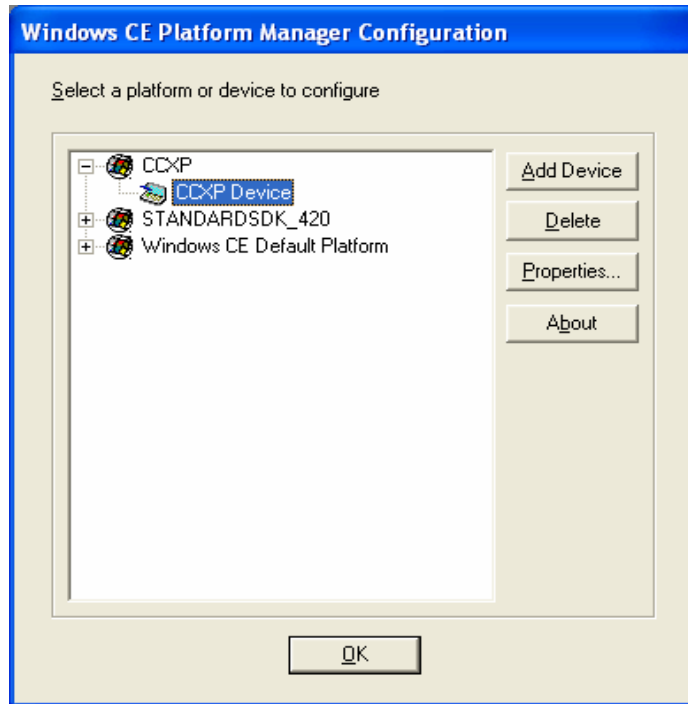 Windows CE Platform Manager Configuration
Select a platform or device to configure
CCXP
CCXP Device
STANDARDSDK_420
Windows CE Default Platform
Add Device
Delete
Properties...
About
OK